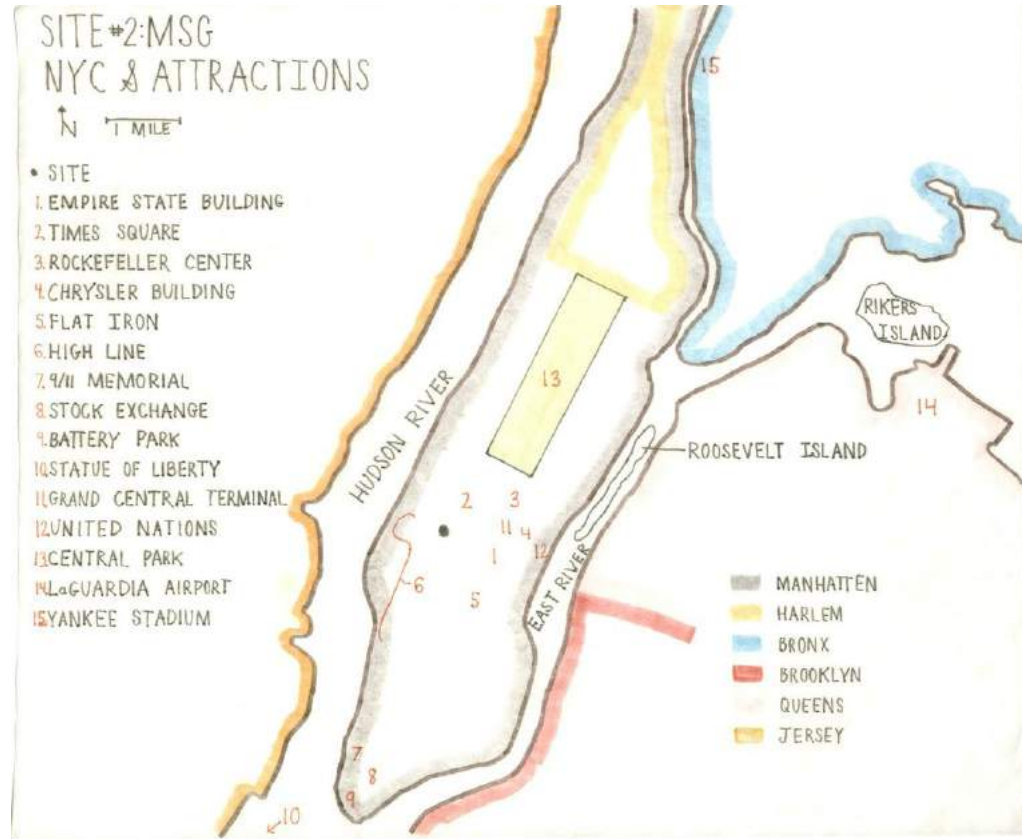 SITE #2: MSG
NYC & ATTRACTIONS
N 1 MILE
• SITE
1. EMPIRE STATE BUILDING
2. TIMES SQUARE
3. ROCKEFELLER CENTER
4. CHRYSLER BUILDING
5. FLAT IRON
6. HIGH LINE
7. 9/11 MEMORIAL
8. STOCK EXCHANGE
9. BATTERY PARK
10. STATUE OF LIBERTY
11. GRAND CENTRAL TERMINAL
12. UNITED NATIONS
13. CENTRAL PARK
14. LaGUARDIA AIRPORT
15. YANKEE STADIUM
15
RIKERS
ISLAND
13
14
HUDSON RIVER
ROOSEVELT ISLAND
2
3
11
4
12
1
6
5
EAST RIVER
7
8
9
10
MANHATTEN
HARLEM
BRONX
BROOKLYN
QUEENS
JERSEY